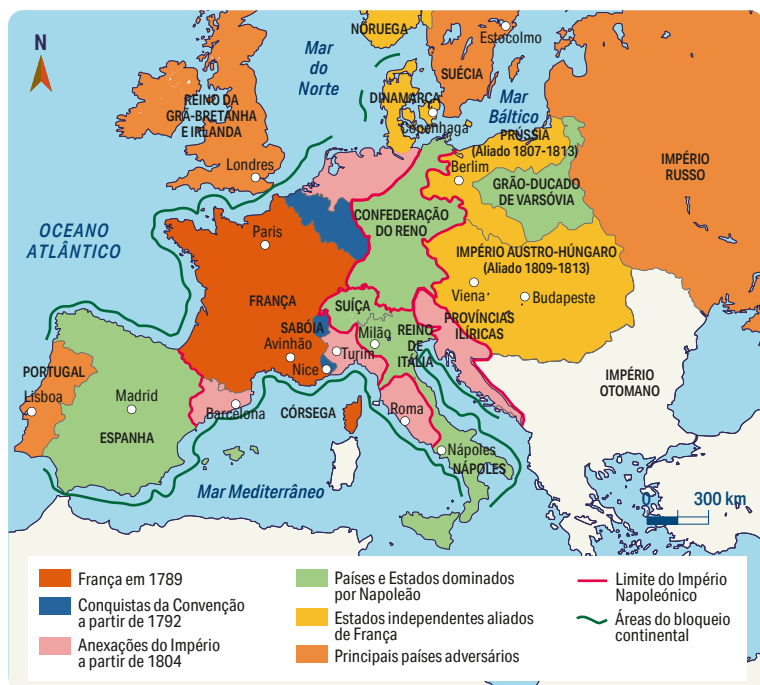 N
NORUEGA
Estocolmo
Mar
do
Norte
SUÉCIA
REINO DA
GRÃ-BRETANHA
E IRLANDA
DINAMARCA
Mar
Báltico
Copenhaga
PRÚSSIA
(Aliado 1807-1813)
IMPÉRIO
RUSSO
Londres
Berlim
GRÃO-DUCADO
DE VARSÓVIA
OCEANO
ATLÂNTICO
CONFEDERAÇÃO
DO RENO
Paris
IMPÉRIO AUSTRO-HÚNGARO
(Aliado 1809-1813)
Viena
Budapeste
FRANÇA
SUÍÇA
SABÓIA
Milão
REINO
DE
ITÁLIA
PROVÍNCIAS
ILÍRICAS
Avinhão
Turim
Nice
PORTUGAL
Lisboa
Madrid
ESPANHA
Barcelona
CÓRSEGA
Roma
IMPÉRIO
OTOMANO
Nápoles
NÁPOLES
Mar Mediterrâneo
0 300 km
França em 1789
Conquistas da Convenção
a partir de 1792
Anexações do Império
a partir de 1804
Países e Estados dominados
por Napoleão
Estados independentes aliados
de França
Principais países adversários
Limite do Império
Napoleónico
Áreas do bloqueio
continental